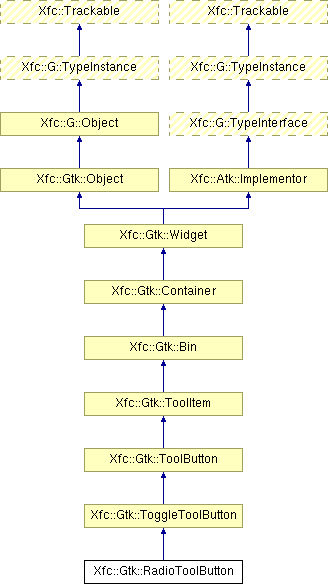 Xfc::Trackable
Xfc::Trackable
Xfc::G::TypeInstance
Xfc::G::TypeInstance
Xfc::G::Object
Xfc::G::TypeInterface
Xfc::Gtk::Object
Xfc::Atk::Implementor
Xfc::Gtk::Widget
Xfc::Gtk::Container
Xfc::Gtk::Bin
Xfc::Gtk::ToolItem
Xfc::Gtk::ToolButton
Xfc::Gtk::ToggleToolButton
Xfc::Gtk::RadioToolButton